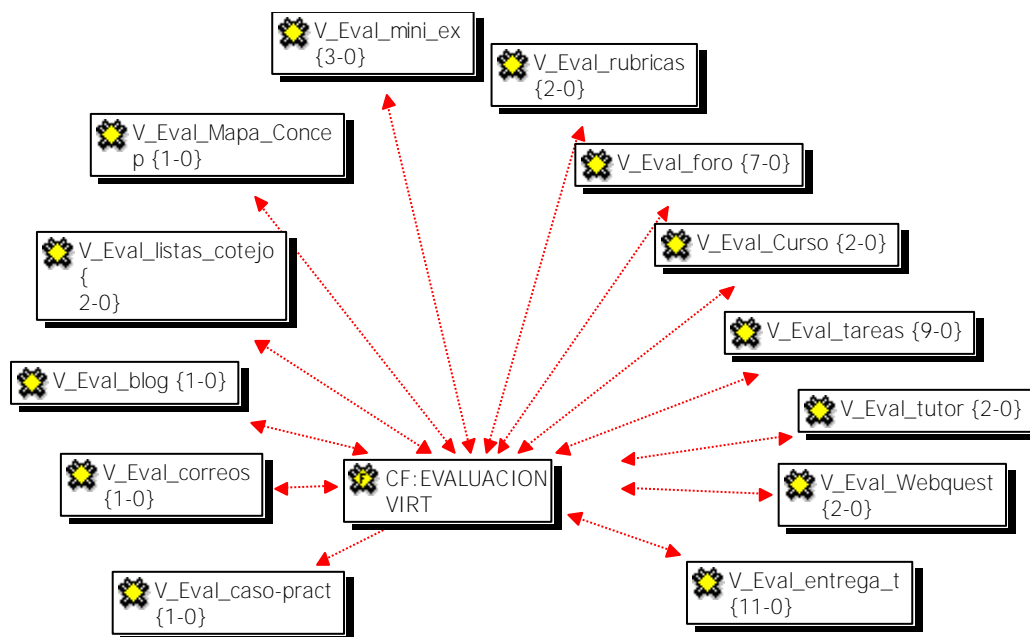 V_Eval_mini_ex
{3-0}
V_Eval_rubricas
{2-0}
V_Eval_Mapa_Conce
p {1-0}
V_Eval_foro {7-0}
V_Eval_Curso {2-0}
V_Eval_listas_cotejo
{
2-0}
V_Eval_tareas {9-0}
V_Eval_blog {1-0}
V_Eval_tutor {2-0}
V_Eval_correos
{1-0}
F
CF:EVALUACION
VIRT
V_Eval_Webquest
{2-0}
V_Eval_caso-pract
{1-0}
V_Eval_entrega_t
{11-0}